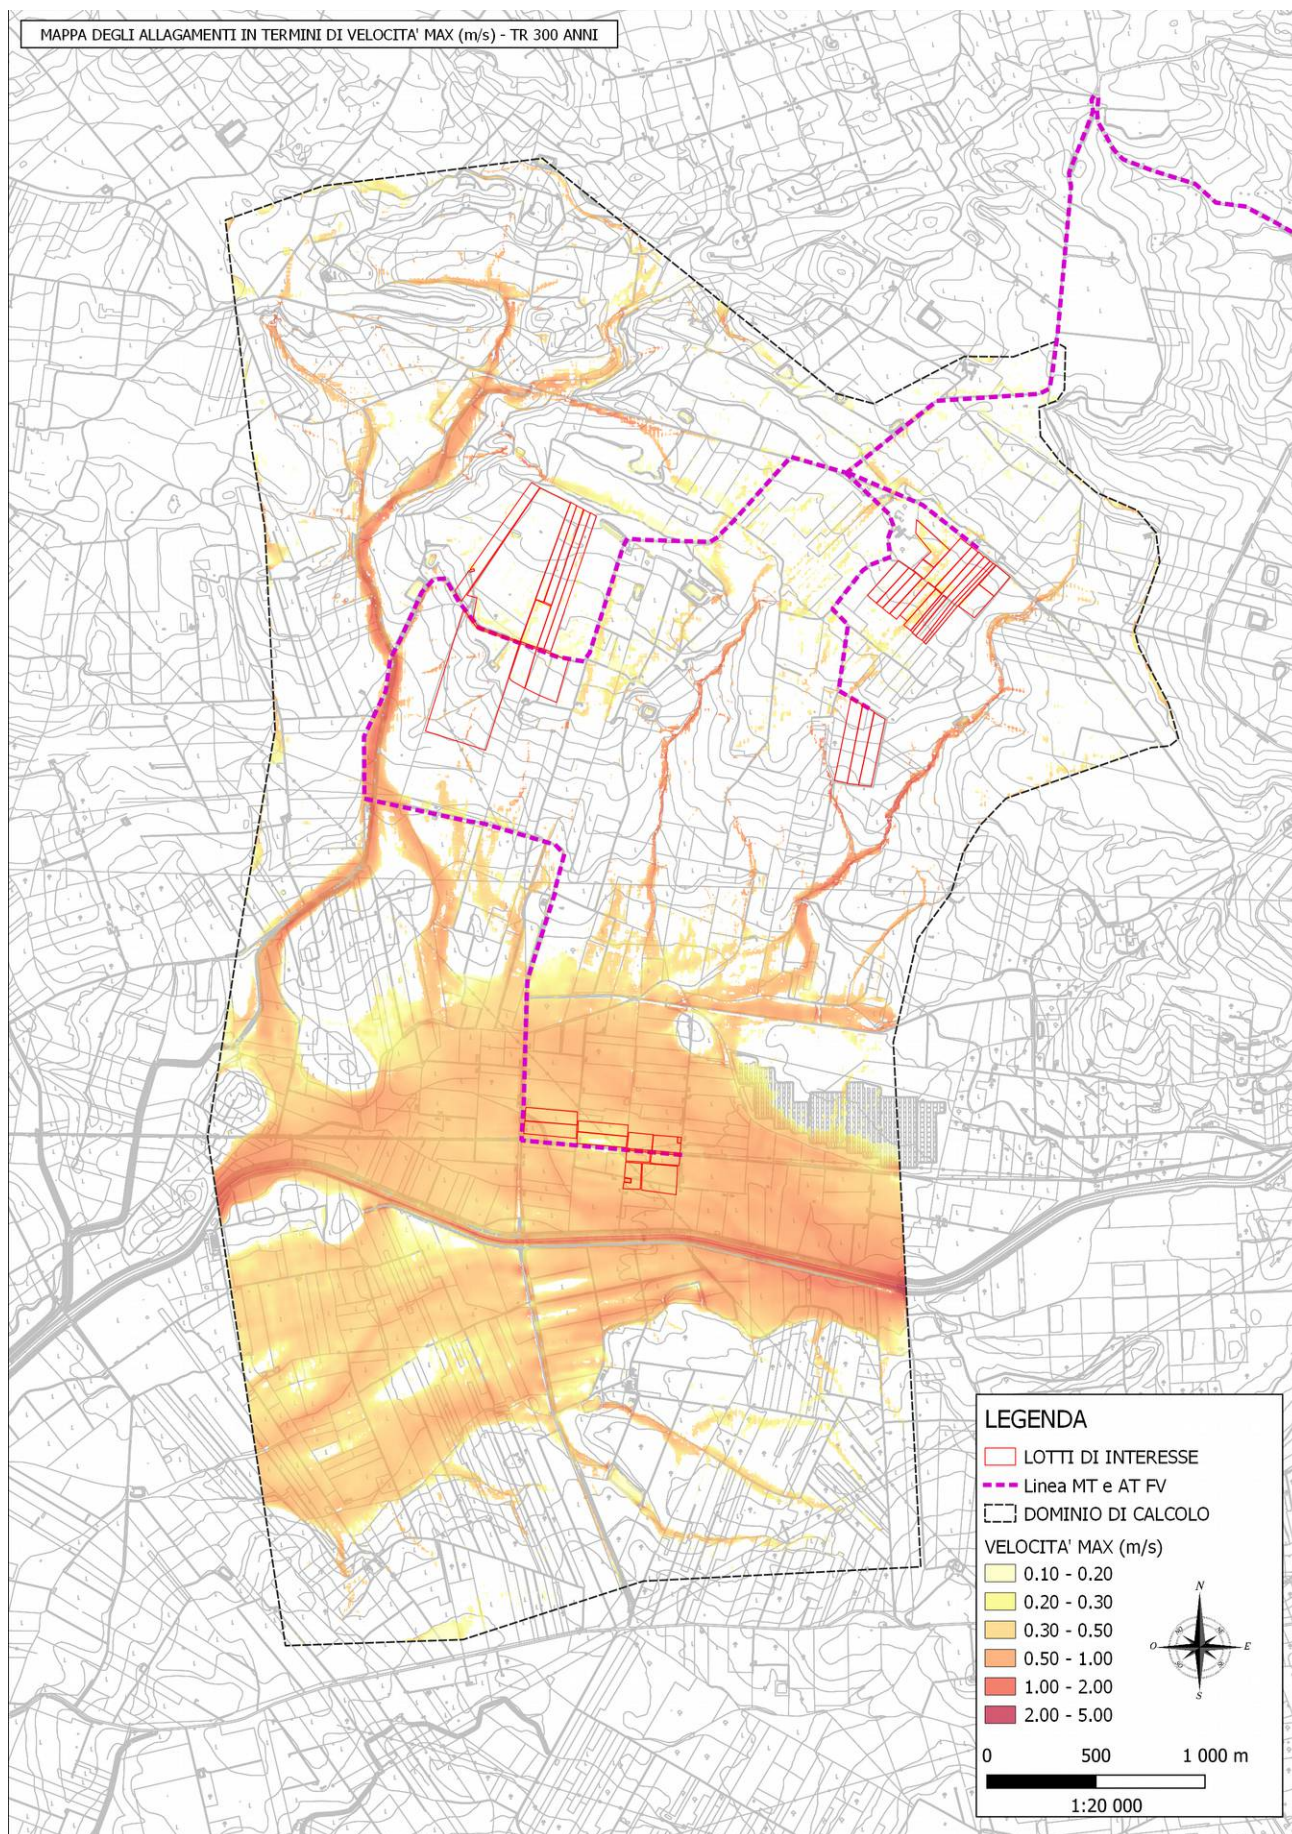 MAPPA DEGLI ALLAGAMENTI IN TERMINI DI VELOCITA' MAX (m/s) - TR 300 ANNI
LEGENDA
LOTTI DI INTERESSE
Linea MT e AT FV
DOMINIO DI CALCOLO
VELOCITA' MAX (m/s)
0.10 - 0.20
0.20 - 0.30
0.30 - 0.50
0.50 - 1.00
1.00 - 2.00
2.00 - 5.00
N
O
E
S
0 500 1 000 m
1:20 000